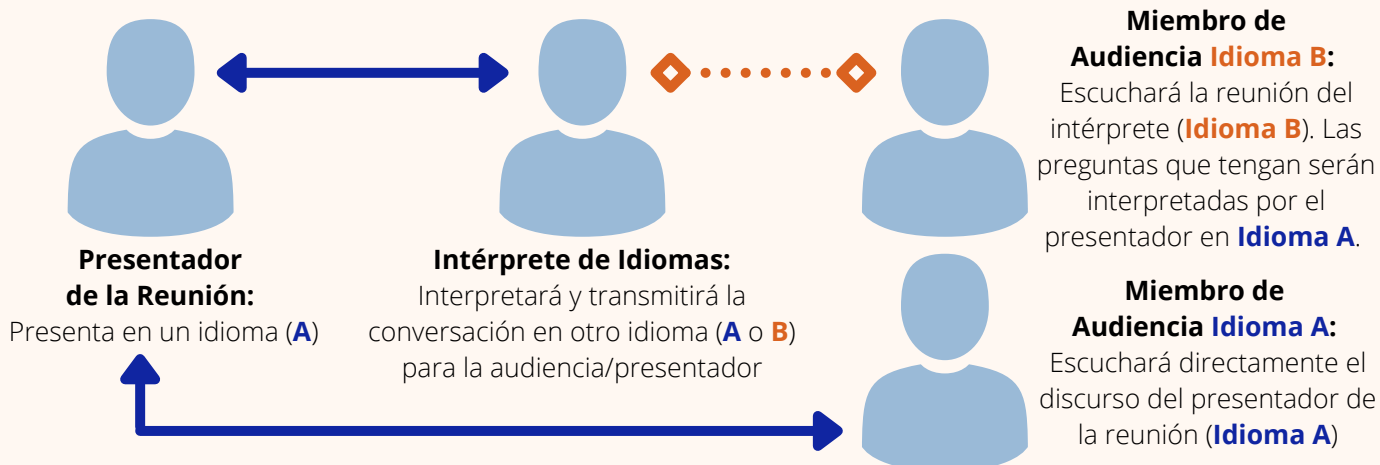 Presentador
de la Reunión:
Presenta en un idioma (A)
Intérprete de Idiomas:
Interpretará y transmitirá la
conversación en otro idioma (A o B)
para la audiencia/presentador
Miembro de
Audiencia Idioma B:
Escuchará la reunión del
intérprete (Idioma B). Las
preguntas que tengan serán
interpretadas por el
presentador en Idioma A.
Miembro de
Audiencia Idioma A:
Escuchará directamente el
discurso del presentador de
la reunión (Idioma A)